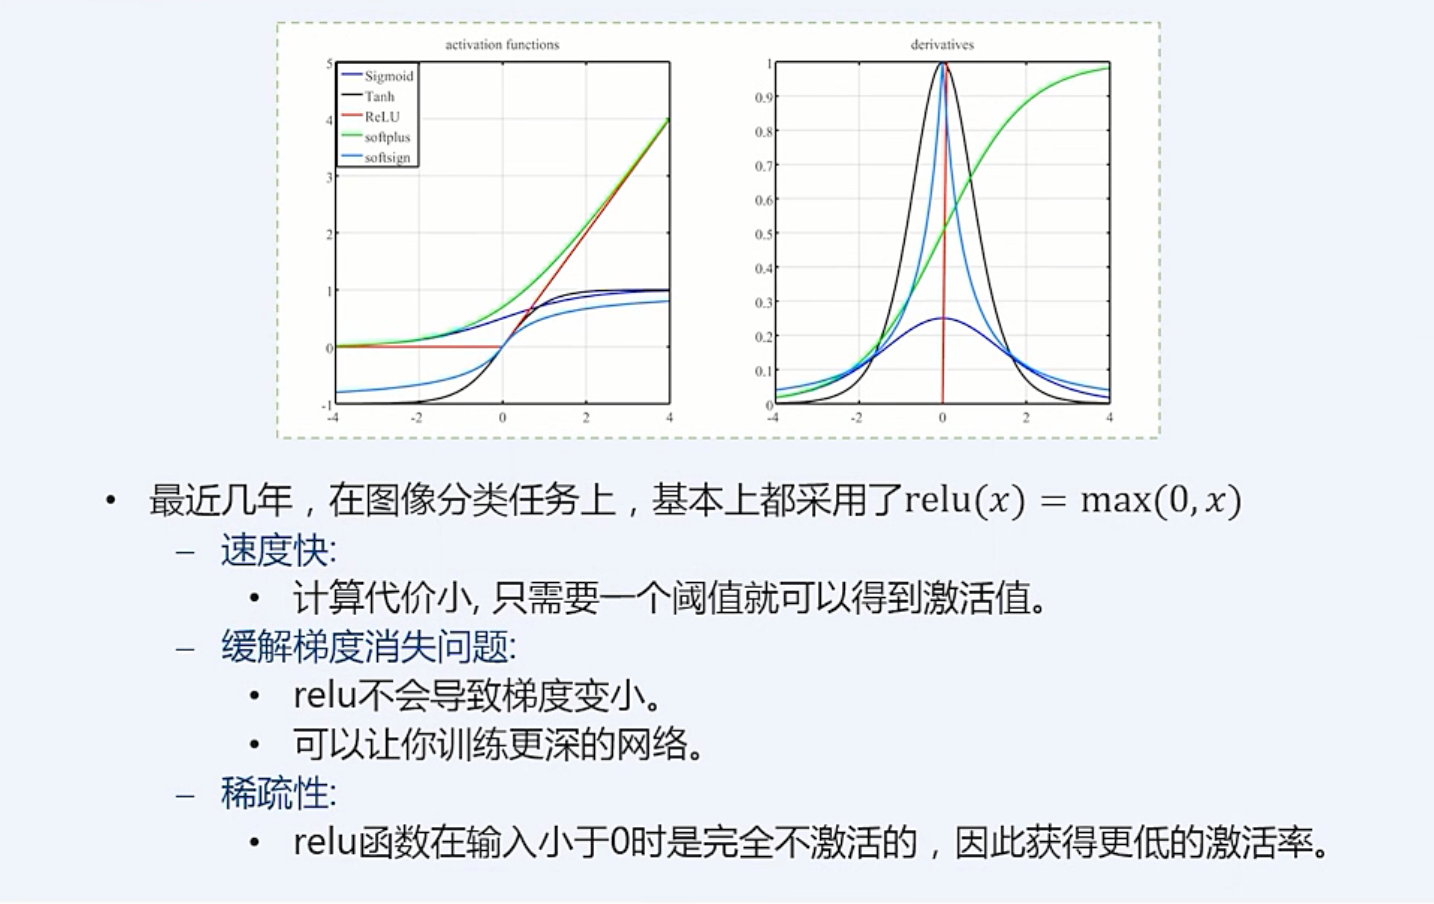 activation functions
5
4
3
2
1
0
-1
-4
-2
0
2
4
Sigmoid
Tanh
ReLU
softplus
softsign
derivatives
1
0.9
0.8
0.7
0.6
0.5
0.4
0.3
0.2
0.1
0
-4
-2
0
2
4
• 最近几年，在图像分类任务上，基本上都采用了relu(x) = max(0, x)
– 速度快:
• 计算代价小, 只需要一个阈值就可以得到激活值。
– 缓解梯度消失问题:
• relu不会导致梯度变小。
• 可以让你训练更深的网络。
– 稀疏性:
• relu函数在输入小于0时是完全不激活的，因此获得更低的激活率。